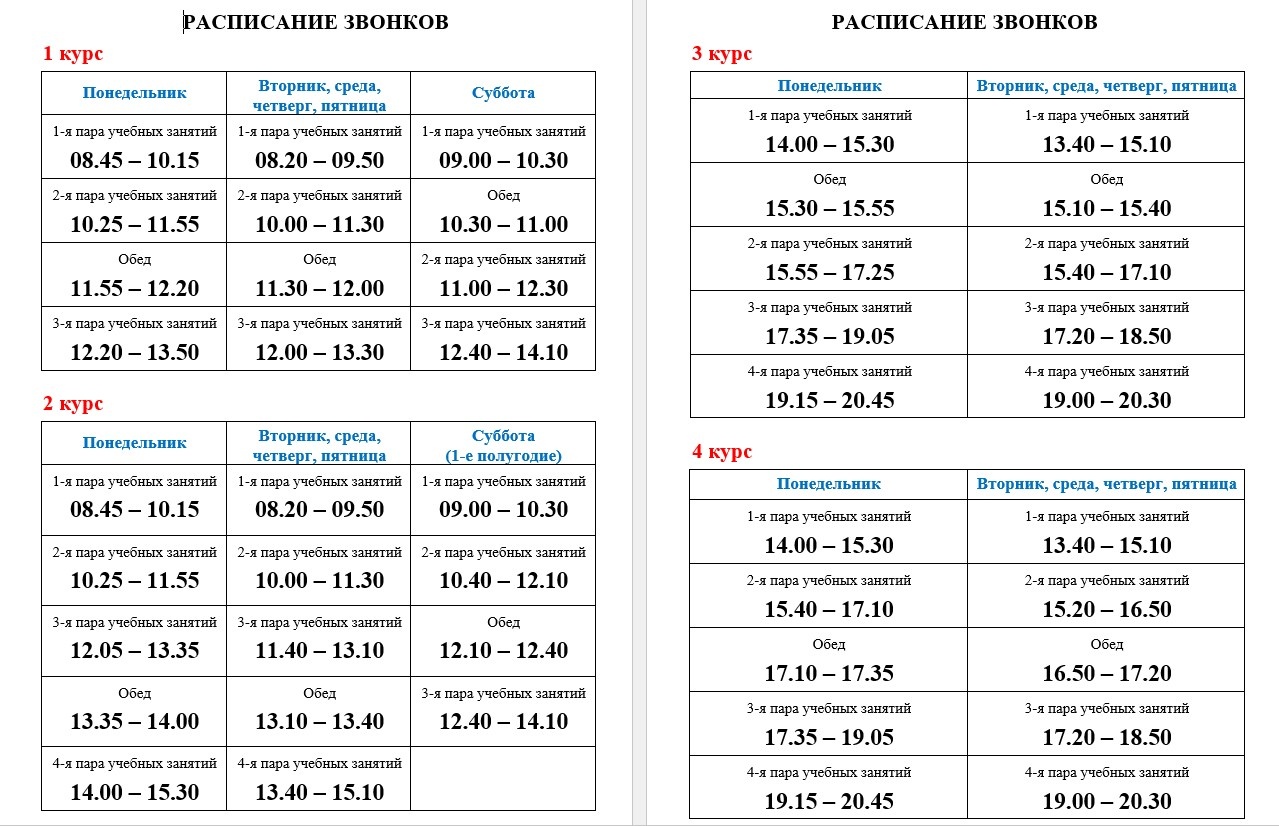 РАСПИСАНИЕ ЗВОНКОВ
1 курс
Понедельник
Вторник, среда,
четверг, пятница
Суббота
1-я пара учебных занятий 1-я пара учебных занятий 1-я пара учебных занятий
08.45 – 10.15 08.20 – 09.50 09.00 – 10.30
2-я пара учебных занятий 2-я пара учебных занятий Обед
10.25 – 11.55 10.00 – 11.30 10.30 – 11.00
Обед Обед 2-я пара учебных занятий
11.55 – 12.20 11.30 – 12.00 11.00 – 12.30
3-я пара учебных занятий 3-я пара учебных занятий 3-я пара учебных занятий
12.20 – 13.50 12.00 – 13.30 12.40 – 14.10
2 курс
Понедельник
Вторник, среда,
четверг, пятница
Суббота
(1-е полугодие)
1-я пара учебных занятий 1-я пара учебных занятий 1-я пара учебных занятий
08.45 – 10.15 08.20 – 09.50 09.00 – 10.30
2-я пара учебных занятий 2-я пара учебных занятий 2-я пара учебных занятий
10.25 – 11.55 10.00 – 11.30 10.40 – 12.10
3-я пара учебных занятий 3-я пара учебных занятий Обед
12.05 – 13.35 11.40 – 13.10 12.10 – 12.40
Обед Обед 3-я пара учебных занятий
13.35 – 14.00 13.10 – 13.40 12.40 – 14.10
4-я пара учебных занятий 4-я пара учебных занятий
14.00 – 15.30 13.40 – 15.10
РАСПИСАНИЕ ЗВОНКОВ
3 курс
Понедельник Вторник, среда, четверг, пятница
1-я пара учебных занятий 1-я пара учебных занятий
14.00 – 15.30 13.40 – 15.10
Обед Обед
15.30 – 15.55 15.10 – 15.40
2-я пара учебных занятий 2-я пара учебных занятий
15.55 – 17.25 15.40 – 17.10
3-я пара учебных занятий 3-я пара учебных занятий
17.35 – 19.05 17.20 – 18.50
4-я пара учебных занятий 4-я пара учебных занятий
19.15 – 20.45 19.00 – 20.30
4 курс
Понедельник Вторник, среда, четверг, пятница
1-я пара учебных занятий 1-я пара учебных занятий
14.00 – 15.30 13.40 – 15.10
2-я пара учебных занятий 2-я пара учебных занятий
15.40 – 17.10 15.20 – 16.50
Обед Обед
17.10 – 17.35 16.50 – 17.20
3-я пара учебных занятий 3-я пара учебных занятий
17.35 – 19.05 17.20 – 18.50
4-я пара учебных занятий 4-я пара учебных занятий
19.15 – 20.45 19.00 – 20.30